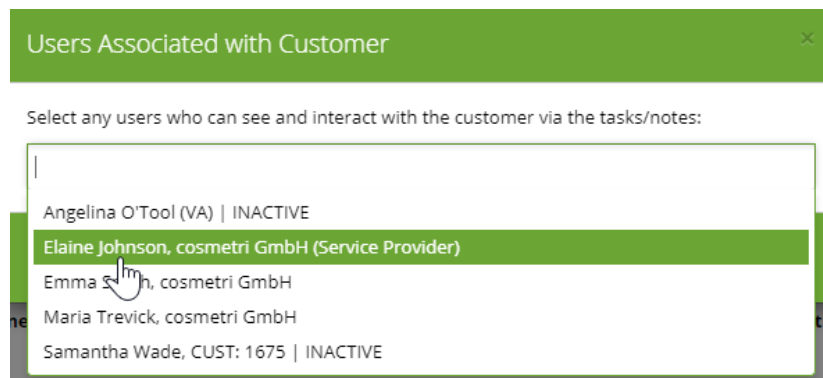 Users Associated with Customer
×
Select any users who can see and interact with the customer via the tasks/notes:
Angelina O'Tool (VA) | INACTIVE
Elaine Johnson, cosmetri GmbH (Service Provider)
Emma, cosmetri GmbH
Maria Trevick, cosmetri GmbH
Samantha Wade, CUST: 1675 | INACTIVE